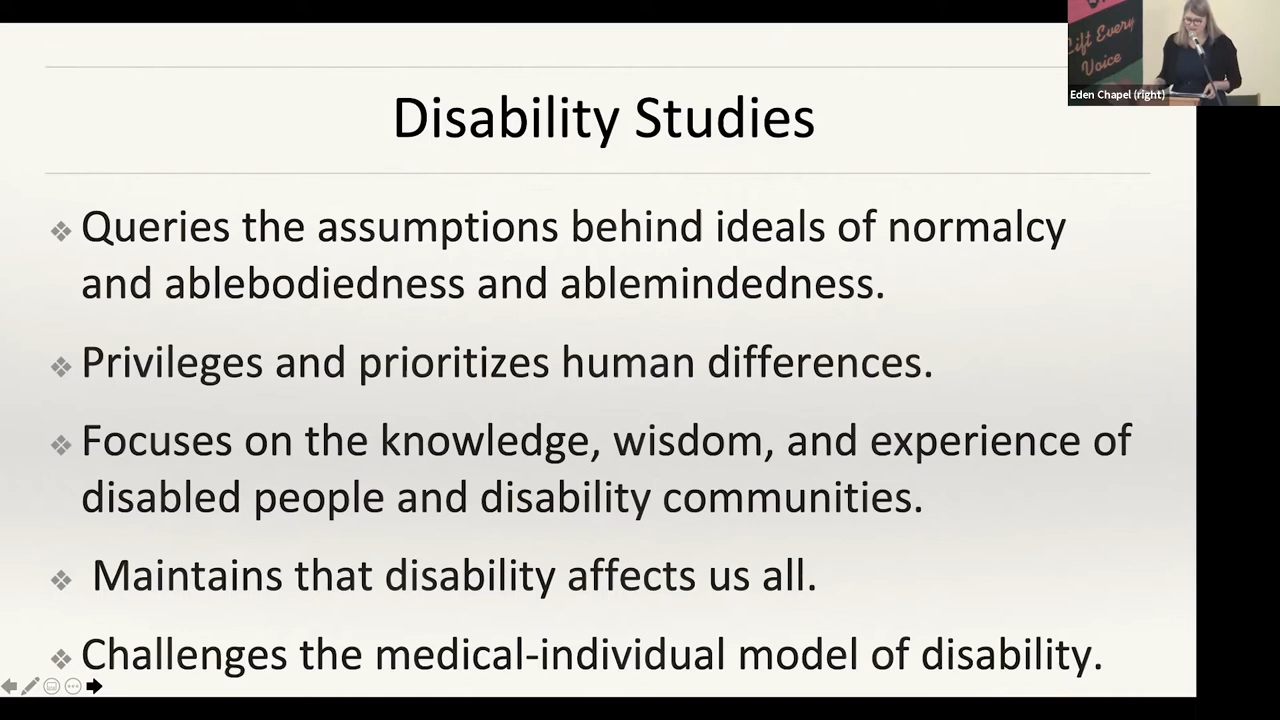 Lift Every
Voice
Eden Chapel (right)
Disability Studies
❖ Queries the assumptions behind ideals of normalcy
and ablebodiedness and ablemindedness.
❖ Privileges and prioritizes human differences.
❖ Focuses on the knowledge, wisdom, and experience of
disabled people and disability communities.
❖ Maintains that disability affects us all.
❖ Challenges the medical-individual model of disability.